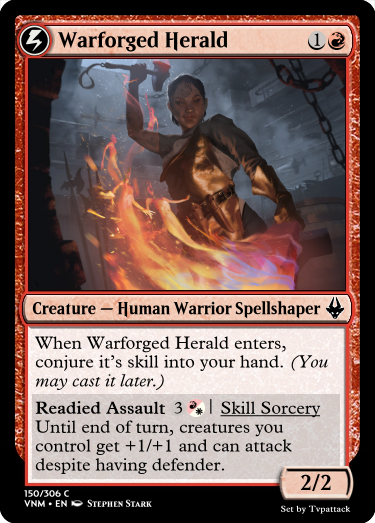 Warforged Herald 1
Creature — Human Warrior Spellshaper
When Warforged Herald enters,
conjure it's skill into your hand. (You
may cast it later.)
Readied Assault 3 | Skill Sorcery
Until end of turn, creatures you
control get +1/+1 and can attack
despite having defender.
2/2
150/306 C
VNM • EN Stephen Stark
Set by Tvpattack